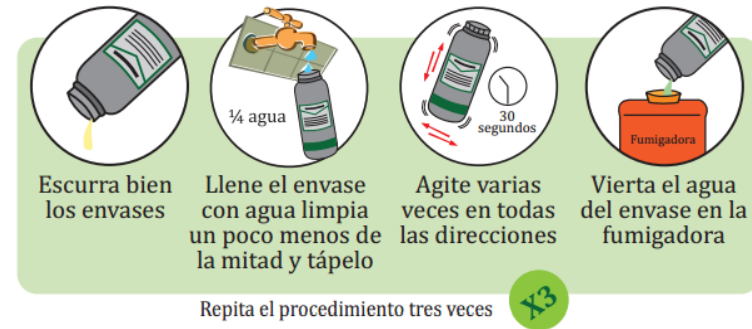 Escurra bien
los envases
¼ agua
Llene el envase
con agua limpia
un poco menos de
la mitad y tápelo
30
segundos
Agite varias
veces en todas
las direcciones
Fumigadora
Vierta el agua
del envase en la
fumigadora
Repita el procedimiento tres veces
X3